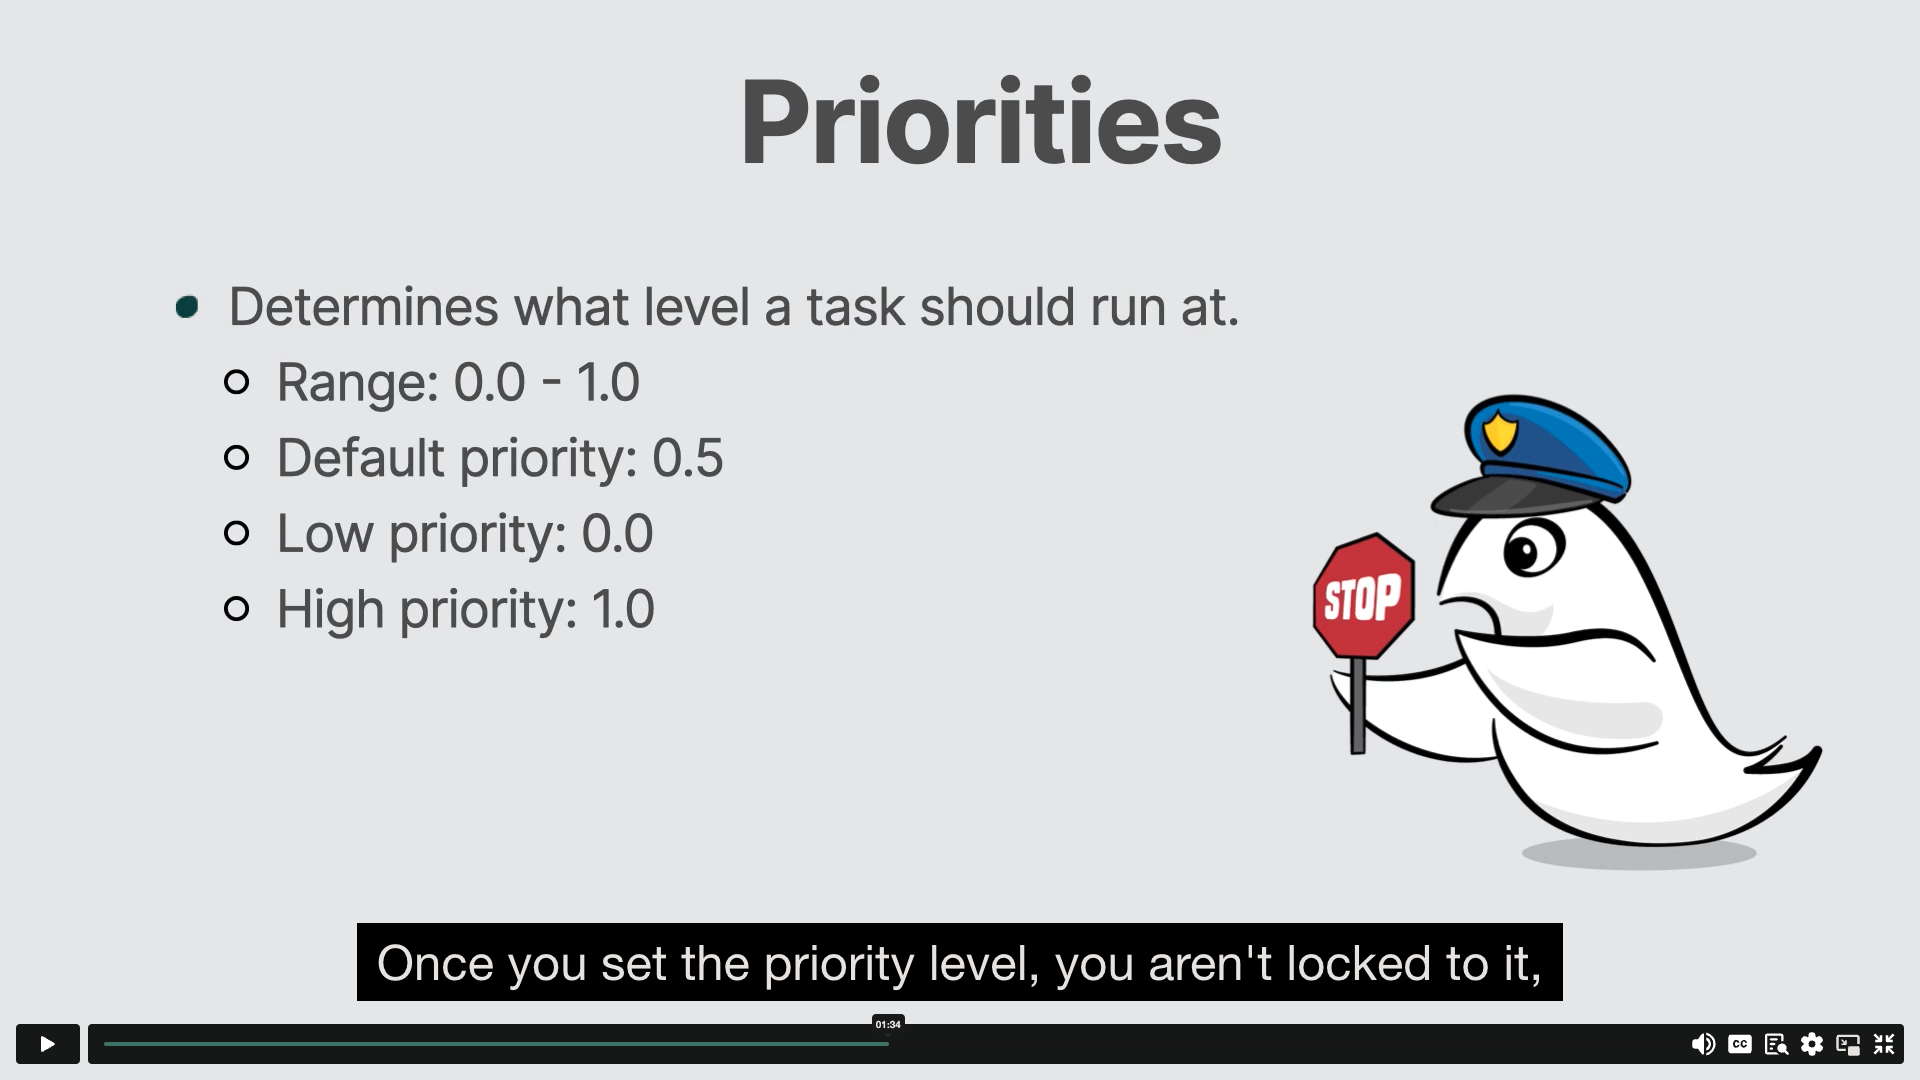 Priorities
Determines what level a task should run at.
Range: 0.0 - 1.0
Default priority: 0.5
Low priority: 0.0
High priority: 1.0
STOP
Once you set the priority level, you aren't locked to it,
01:34
CC